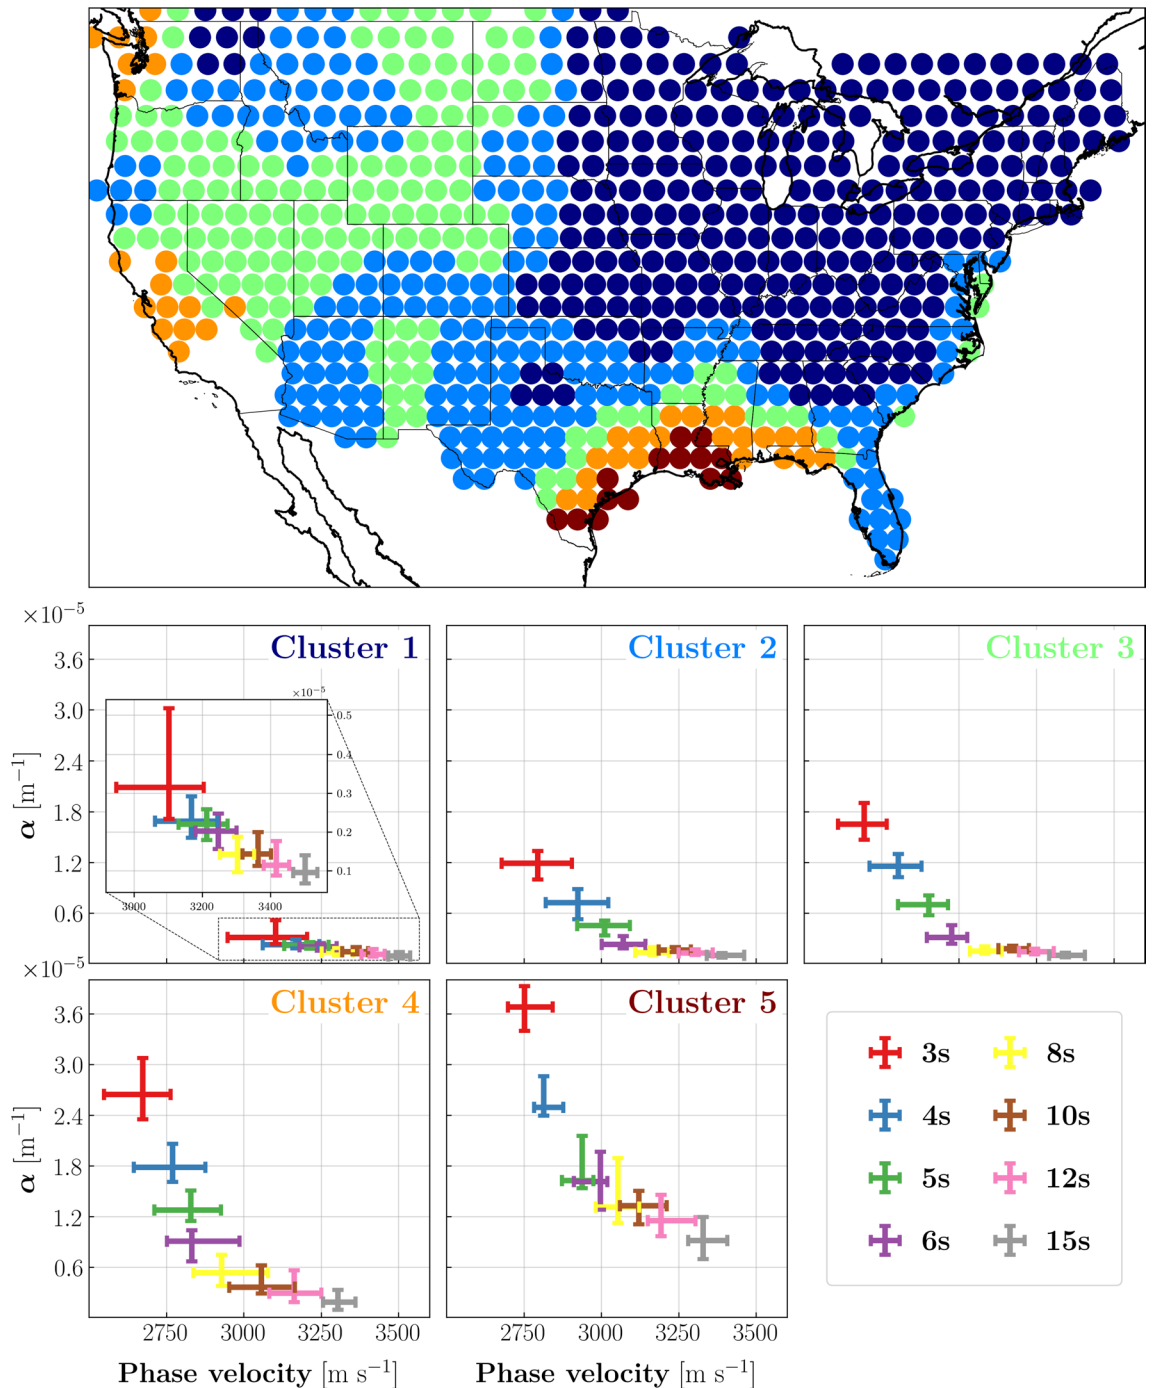 ×10⁻⁵
Cluster 1
Cluster 2
Cluster 3
3.6
3.0
2.4
1.8
1.2
0.6
α [m⁻¹]
×10⁻⁵
0.5
0.4
0.3
0.2
0.1
3000 3200 3400
×10⁻⁵
Cluster 4
Cluster 5
3.6
3.0
2.4
1.8
1.2
0.6
α [m⁻¹]
2750 3000 3250 3500
2750 3000 3250 3500
Phase velocity [m s⁻¹]
Phase velocity [m s⁻¹]
3s 8s
4s 10s
5s 12s
6s 15s